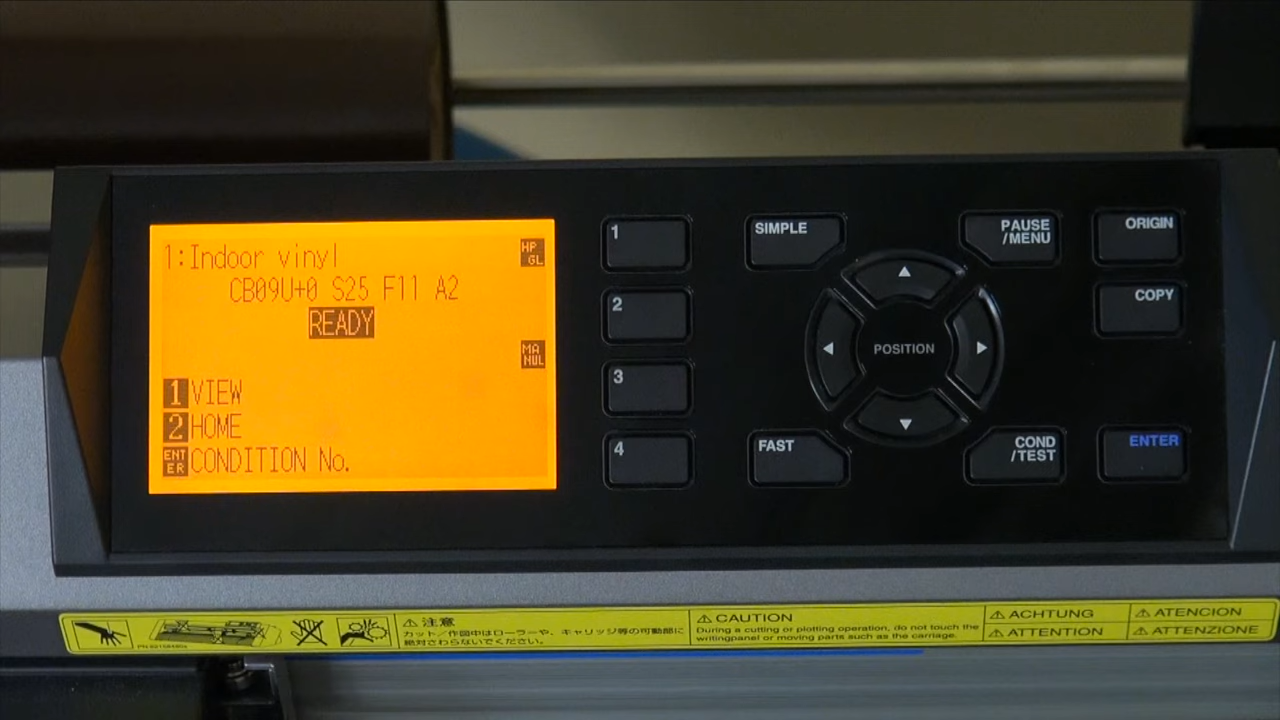 1:Indoor vinyl
HP
GL
CB09U+0 S25 F11 A2
READY
MA
NUL
1 VIEW
2 HOME
ENT
ER CONDITION No.
1
2
3
4
SIMPLE
PAUSE
/MENU
ORIGIN
COPY
POSITION
FAST
COND
/TEST
ENTER
注意
カット／作図中はローラーや、キャリッジ等の可動部に
絶対さわらないでください。
CAUTION
During a cutting or plotting operation, do not touch the
writingpanel or moving parts such as the carriage.
ACHTUNG
ATTENTION
ATENCION
ATTENZIONE